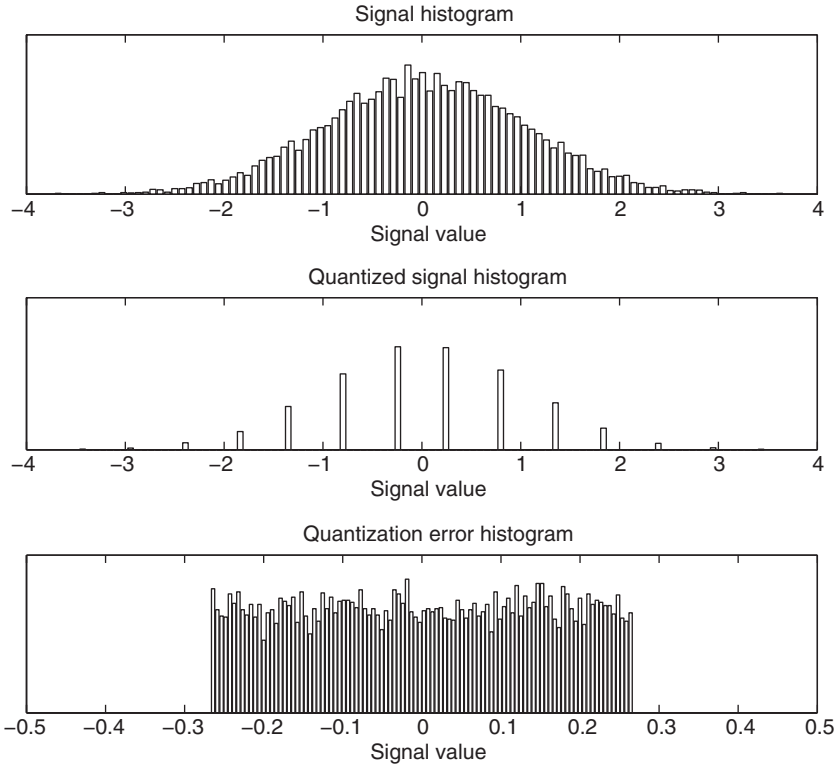 Signal histogram
−4 −3 −2 −1 0 1 2 3 4
Signal value
Quantized signal histogram
−4 −3 −2 −1 0 1 2 3 4
Signal value
Quantization error histogram
−0.5 −0.4 −0.3 −0.2 −0.1 0 0.1 0.2 0.3 0.4 0.5
Signal value